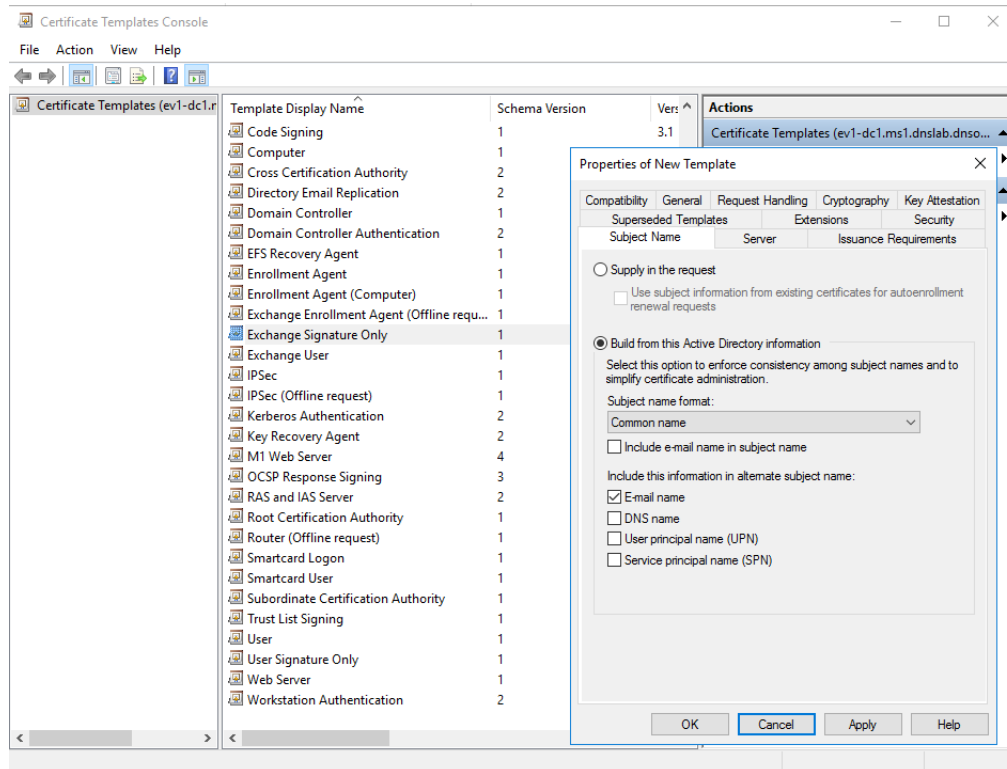 Certificate Templates Console
File Action View Help
Certificate Templates (ev1-dc1.r
Template Display Name Schema Version Vers
Code Signing 1 3.1
Computer 1
Cross Certification Authority 2
Directory Email Replication 2
Domain Controller 1
Domain Controller Authentication 2
EFS Recovery Agent 1
Enrollment Agent 1
Enrollment Agent (Computer) 1
Exchange Enrollment Agent (Offline requ... 1
Exchange Signature Only 1
Exchange User 1
IPSec 1
IPSec (Offline request) 1
Kerberos Authentication 2
Key Recovery Agent 2
M1 Web Server 4
OCSP Response Signing 3
RAS and IAS Server 2
Root Certification Authority 1
Router (Offline request) 1
Smartcard Logon 1
Smartcard User 1
Subordinate Certification Authority 1
Trust List Signing 1
User 1
User Signature Only 1
Web Server 1
Workstation Authentication 2
Actions
Certificate Templates (ev1-dc1.ms1.dnslab.dnso...
Properties of New Template
Compatibility General Request Handling Cryptography Key Attestation
Superseded Templates Extensions Security
Subject Name Server Issuance Requirements
Supply in the request
Use subject information from existing certificates for autoenrollment
renewal requests
Build from this Active Directory information
Select this option to enforce consistency among subject names and to
simplify certificate administration.
Subject name format:
Common name
Include e-mail name in subject name
Include this information in alternate subject name:
E-mail name
DNS name
User principal name (UPN)
Service principal name (SPN)
OK Cancel Apply Help